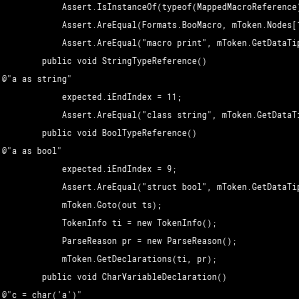 Assert.IsInstanceOf(typeof(MappedMacroReference)
Assert.AreEqual(Formats.BooMacro, mToken.Nodes[
Assert.AreEqual("macro print", mToken.GetDataTip
public void StringTypeReference()
@"a as string"
expected.iEndIndex = 11;
Assert.AreEqual("class string", mToken.GetDataTi
public void BoolTypeReference()
@"a as bool"
expected.iEndIndex = 9;
Assert.AreEqual("struct bool", mToken.GetDataTip
mToken.Goto(out ts);
TokenInfo ti = new TokenInfo();
ParseReason pr = new ParseReason();
mToken.GetDeclarations(ti, pr);
public void CharVariableDeclaration()
@"c = char('a')"